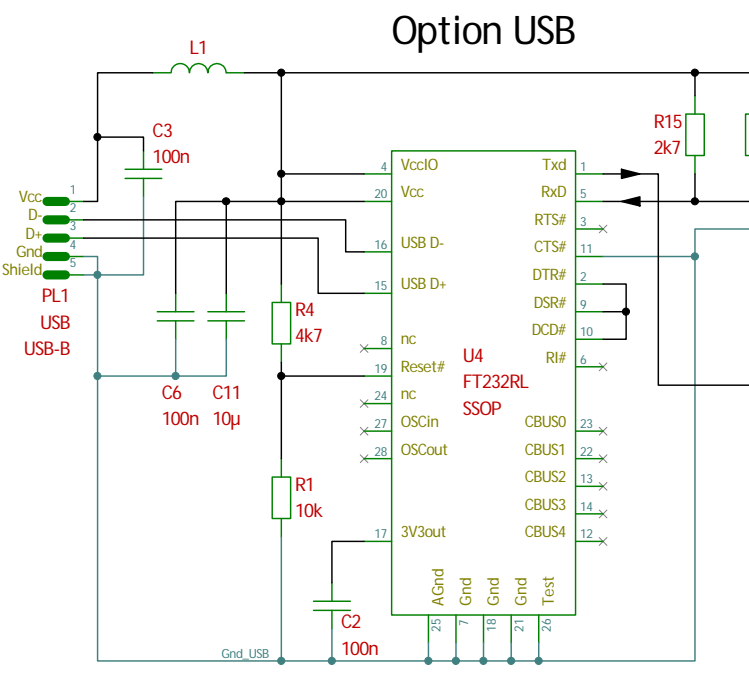 Option USB
L1
C3
100n
R15
2k7
Vcc 1
D- 2
D+ 3
Gnd 4
Shield 5
PL1
USB
USB-B
4 VccIO Txd 1
20 Vcc RxD 5
RTS# 3
16 USB D- CTS# 11
15 USB D+ DTR# 2
DSR# 9
DCD# 10
8 nc RI# 6
19 Reset#
24 nc
27 OSCin CBUS0 23
28 OSCout CBUS1 22
CBUS2 13
CBUS3 14
17 3V3out CBUS4 12
U4
FT232RL
SSOP
R4
4k7
C6
100n
C11
10µ
R1
10k
C2
100n
AGnd
Gnd
Gnd
Gnd
Test
25
7
18
21
26
Gnd_USB